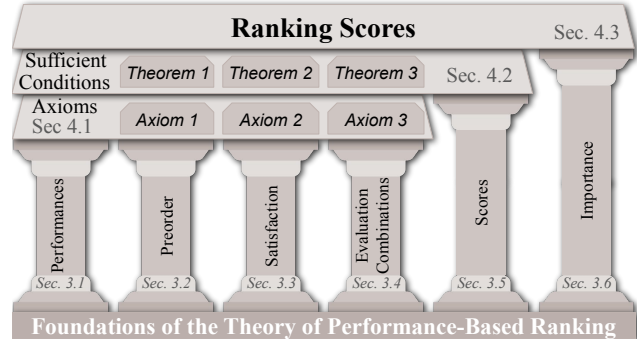 Ranking Scores
Sec. 4.3
Sufficient
Conditions
Theorem 1
Theorem 2
Theorem 3
Sec. 4.2
Axioms
Sec 4.1
Axiom 1
Axiom 2
Axiom 3
Performances
Preorder
Satisfaction
Evaluation
Combinations
Scores
Importance
Sec. 3.1
Sec. 3.2
Sec. 3.3
Sec. 3.4
Sec. 3.5
Sec. 3.6
Foundations of the Theory of Performance-Based Ranking